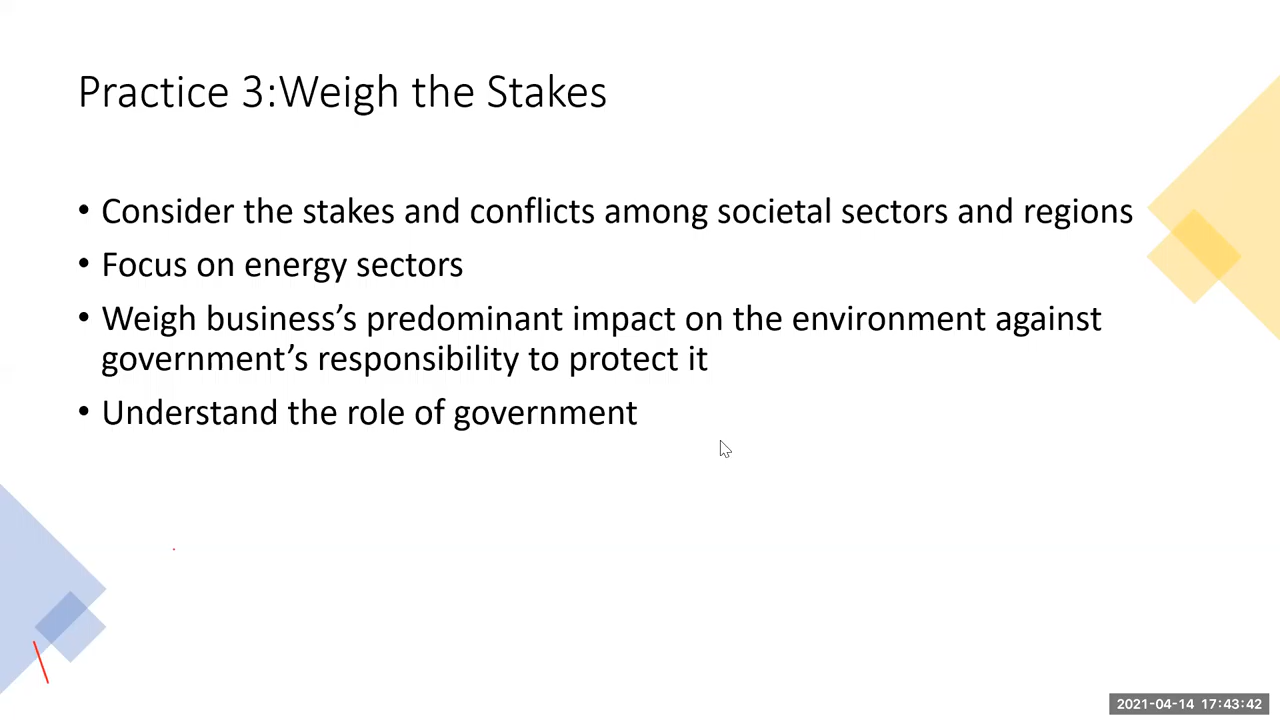 Practice 3:Weigh the Stakes
• Consider the stakes and conflicts among societal sectors and regions
• Focus on energy sectors
• Weigh business’s predominant impact on the environment against
government’s responsibility to protect it
• Understand the role of government
2021-04-14 17:43:42